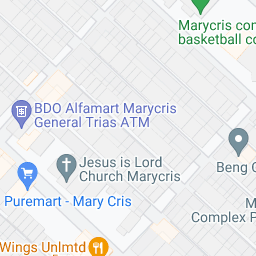 Marycris con
basketball co
BDO Alfamart Marycris
General Trias ATM
Jesus is Lord
Church Marycris
Beng C
Puremart - Mary Cris
M
Complex P
Wings Unlmtd